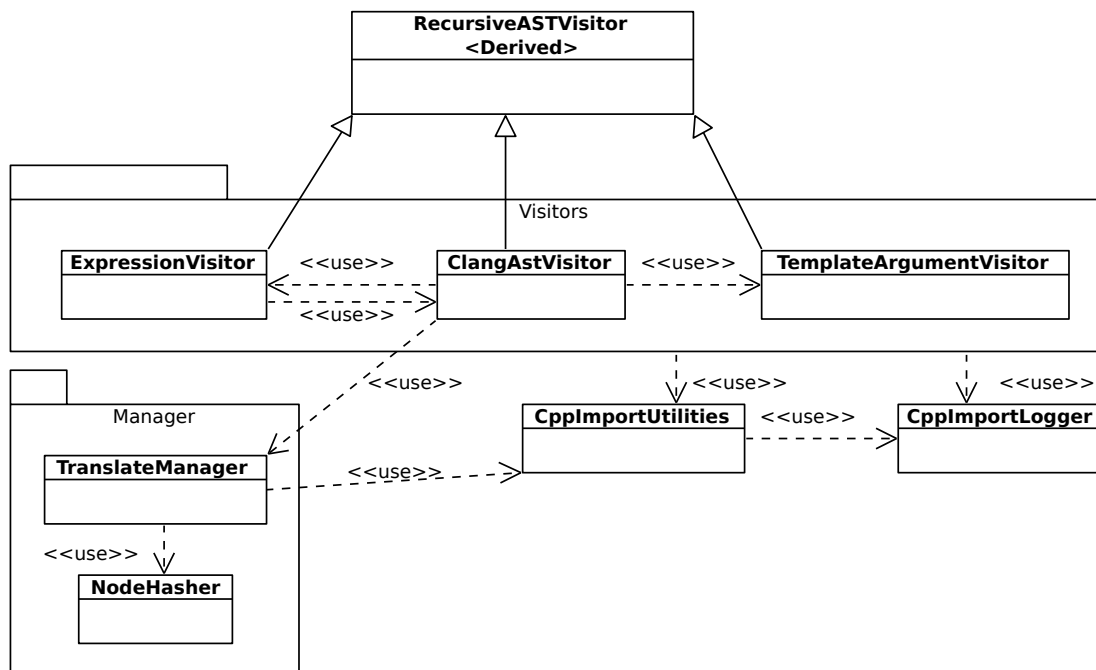 RecursiveASTVisitor
<Derived>
Visitors
ExpressionVisitor
<<use>>
ClangAstVisitor
<<use>>
TemplateArgumentVisitor
<<use>>
<<use>>
<<use>>
<<use>>
Manager
CppImportUtilities
<<use>>
CppImportLogger
TranslateManager
<<use>>
<<use>>
NodeHasher